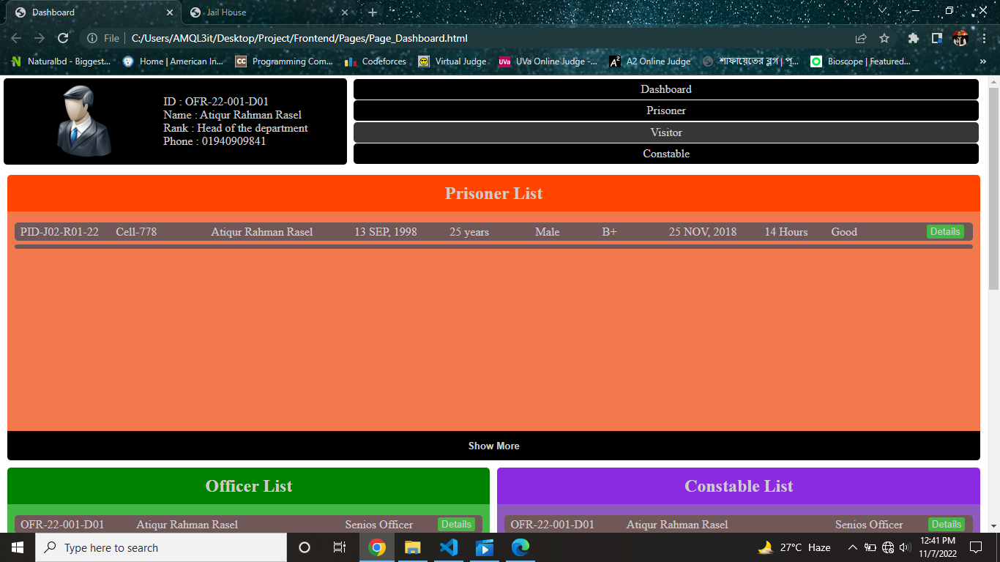 Dashboard
Jail House
File
C:/Users/AMQL3it/Desktop/Project/Frontend/Pages/Page_Dashboard.html
Naturalbd - Biggest...
Home | American In...
CC
Programming Com...
Codeforces
Virtual Judge
UVa
UVa Online Judge -...
A2
A2 Online Judge
শাফায়েতের ব্লগ | পৃ...
Bioscope | Featured...
»
ID : OFR-22-001-D01
Name : Atiqur Rahman Rasel
Rank : Head of the department
Phone : 01940909841
Dashboard
Prisoner
Visitor
Constable
Prisoner List
PID-J02-R01-22 Cell-778 Atiqur Rahman Rasel 13 SEP, 1998 25 years Male B+ 25 NOV, 2018 14 Hours Good Details
Show More
Officer List
OFR-22-001-D01 Atiqur Rahman Rasel Senios Officer Details
Constable List
OFR-22-001-D01 Atiqur Rahman Rasel Senios Officer Details
Type here to search
27°C Haze
12:41 PM
11/7/2022